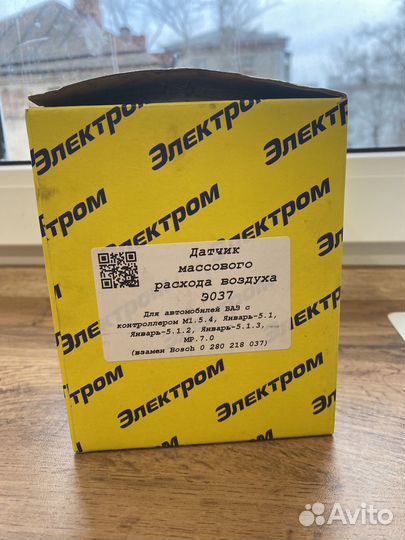 Электром
Электром
Электром
тром
Датчик
массового
расхода воздуха
Э037
Для автомобилей ВАЗ с
контроллером М1.5.4, Январь-5.1,
Январь-5.1.2, Январь-5.1.3,
МР.7.0
(взамен Bosch 0 280 218 037)
тром
Электром
Электром
Avito